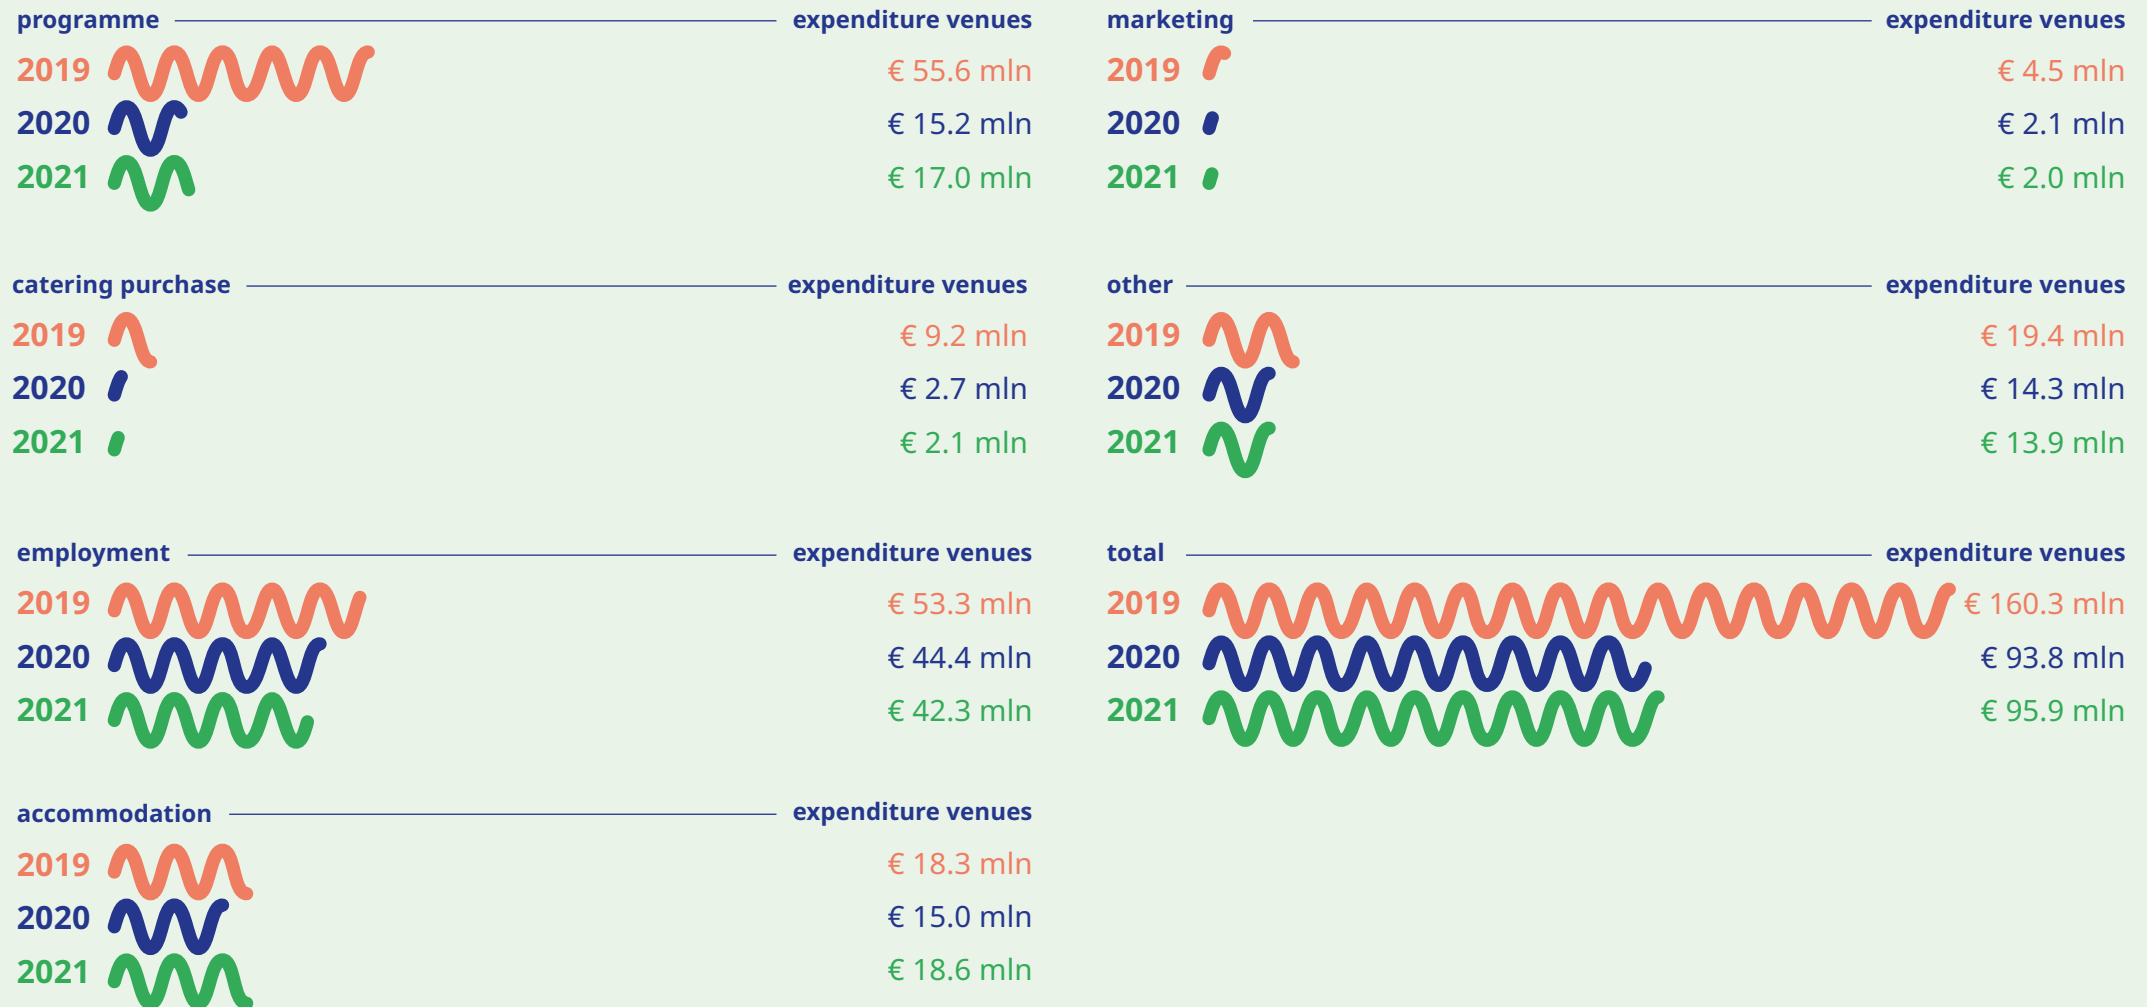 programme expenditure venues
2019 € 55.6 mln
2020 € 15.2 mln
2021 € 17.0 mln
catering purchase expenditure venues
2019 € 9.2 mln
2020 € 2.7 mln
2021 € 2.1 mln
employment expenditure venues
2019 € 53.3 mln
2020 € 44.4 mln
2021 € 42.3 mln
accommodation expenditure venues
2019 € 18.3 mln
2020 € 15.0 mln
2021 € 18.6 mln
marketing expenditure venues
2019 € 4.5 mln
2020 € 2.1 mln
2021 € 2.0 mln
other expenditure venues
2019 € 19.4 mln
2020 € 14.3 mln
2021 € 13.9 mln
total expenditure venues
2019 € 160.3 mln
2020 € 93.8 mln
2021 € 95.9 mln